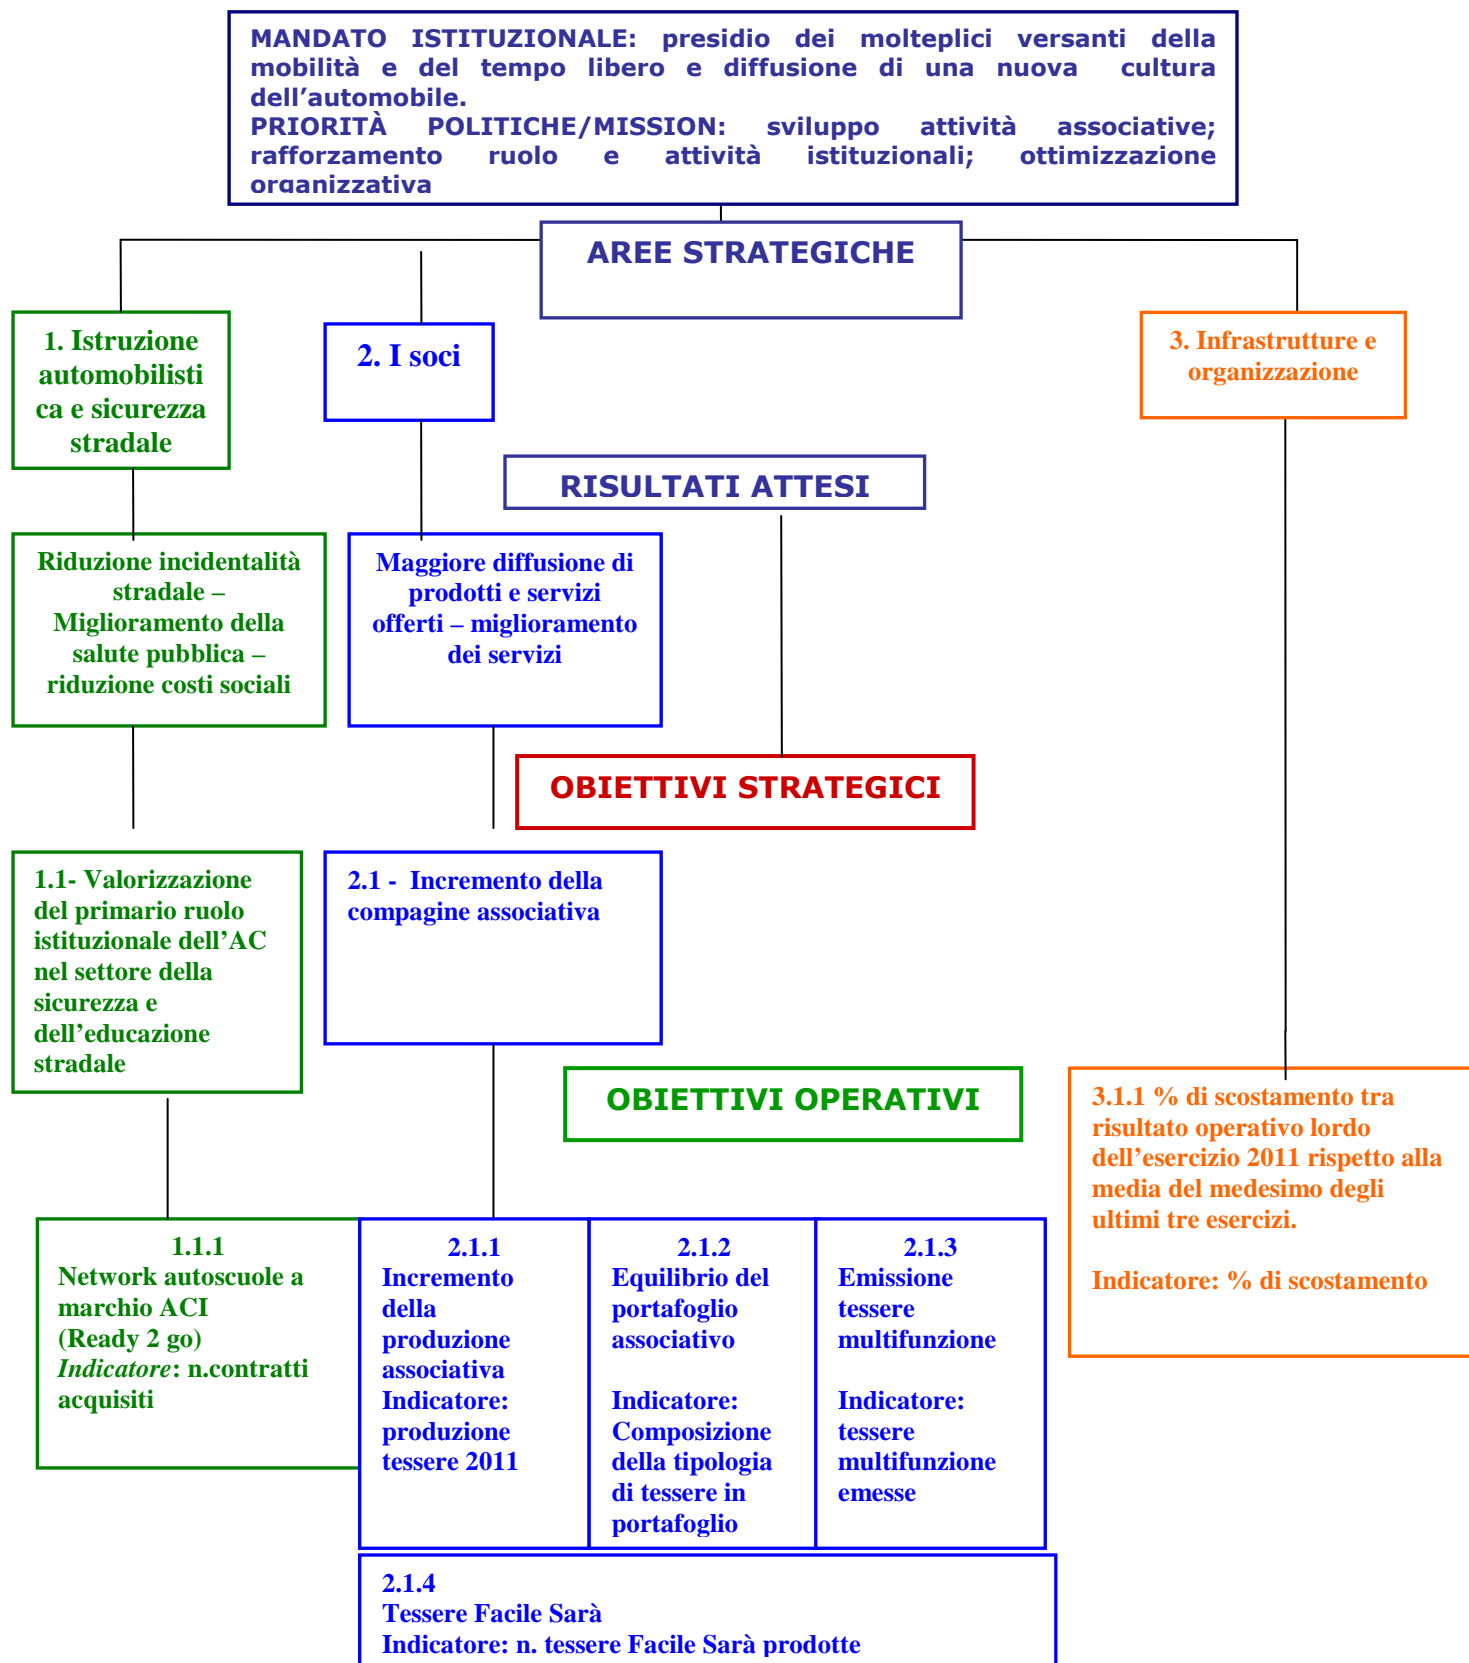 MANDATO ISTITUZIONALE: presidio dei molteplici versanti della
mobilità e del tempo libero e diffusione di una nuova cultura
dell'automobile.
PRIORITÀ POLITICHE/MISSION: sviluppo attività associative;
rafforzamento ruolo e attività istituzionali; ottimizzazione
organizzativa
AREE STRATEGICHE
1. Istruzione
automobilisti
ca e sicurezza
stradale
2. I soci
3. Infrastrutture e
organizzazione
RISULTATI ATTESI
Riduzione incidentalità
stradale –
Miglioramento della
salute pubblica –
riduzione costi sociali
Maggiore diffusione di
prodotti e servizi
offerti – miglioramento
dei servizi
OBIETTIVI STRATEGICI
1.1- Valorizzazione
del primario ruolo
istituzionale dell'AC
nel settore della
sicurezza e
dell'educazione
stradale
2.1 - Incremento della
compagine associativa
OBIETTIVI OPERATIVI
3.1.1 % di scostamento tra
risultato operativo lordo
dell'esercizio 2011 rispetto alla
media del medesimo degli
ultimi tre esercizi.
Indicatore: % di scostamento
1.1.1
Network autoscuole a
marchio ACI
(Ready 2 go)
Indicatore: n.contratti
acquisiti
2.1.1
Incremento
della
produzione
associativa
Indicatore:
produzione
tessere 2011
2.1.2
Equilibrio del
portafoglio
associativo
Indicatore:
Composizione
della tipologia
di tessere in
portafoglio
2.1.3
Emissione
tessere
multifunzione
Indicatore:
tessere
multifunzione
emesse
2.1.4
Tessere Facile Sarà
Indicatore: n. tessere Facile Sarà prodotte